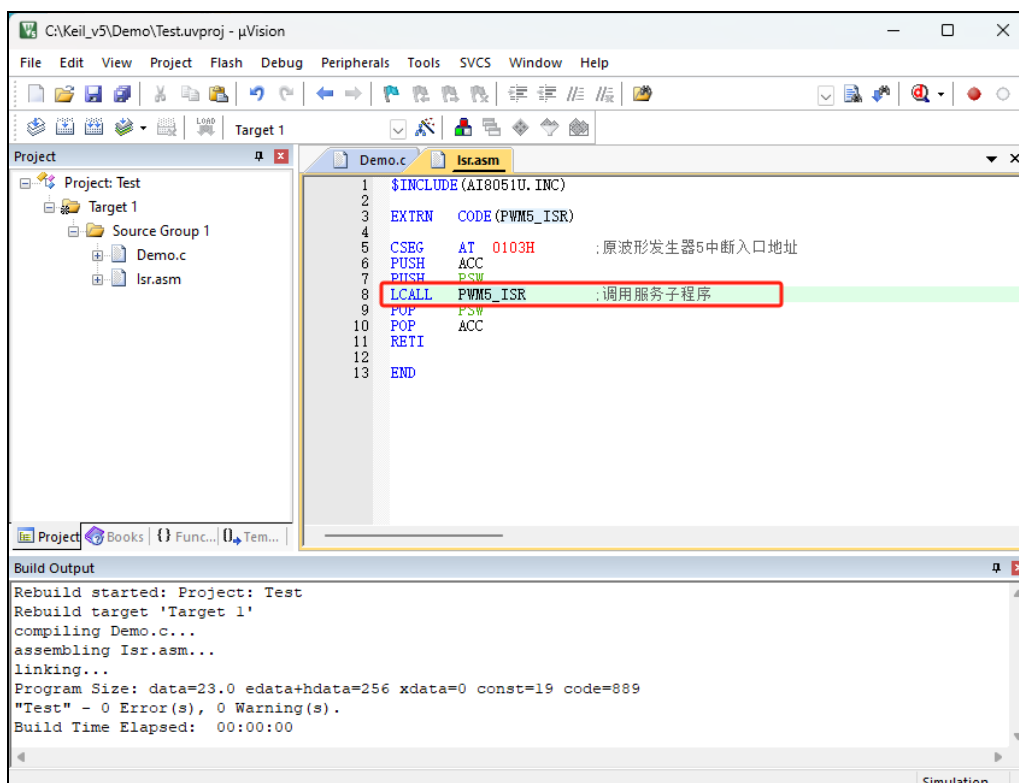 C:\Keil_v5\Demo\Test.uvproj - µVision
File Edit View Project Flash Debug Peripherals Tools SVCS Window Help
LOAD Target 1
Project
Project: Test
Target 1
Source Group 1
Demo.c
Isr.asm
Project Books {} Func... Tem...
Demo.c Isr.asm
1 $INCLUDE(AI8051U.INC)
2
3 EXTRN CODE(PWM5_ISR)
4
5 CSEG AT 0103H ;原波形发生器5中断入口地址
6 PUSH ACC
7 PUSH PSW
8 LCALL PWM5_ISR ;调用服务子程序
9 POP PSW
10 POP ACC
11 RETI
12
13 END
Build Output
Rebuild started: Project: Test
Rebuild target 'Target 1'
compiling Demo.c...
assembling Isr.asm...
linking...
Program Size: data=23.0 edata+hdata=256 xdata=0 const=19 code=889
"Test" - 0 Error(s), 0 Warning(s).
Build Time Elapsed: 00:00:00
Simulation